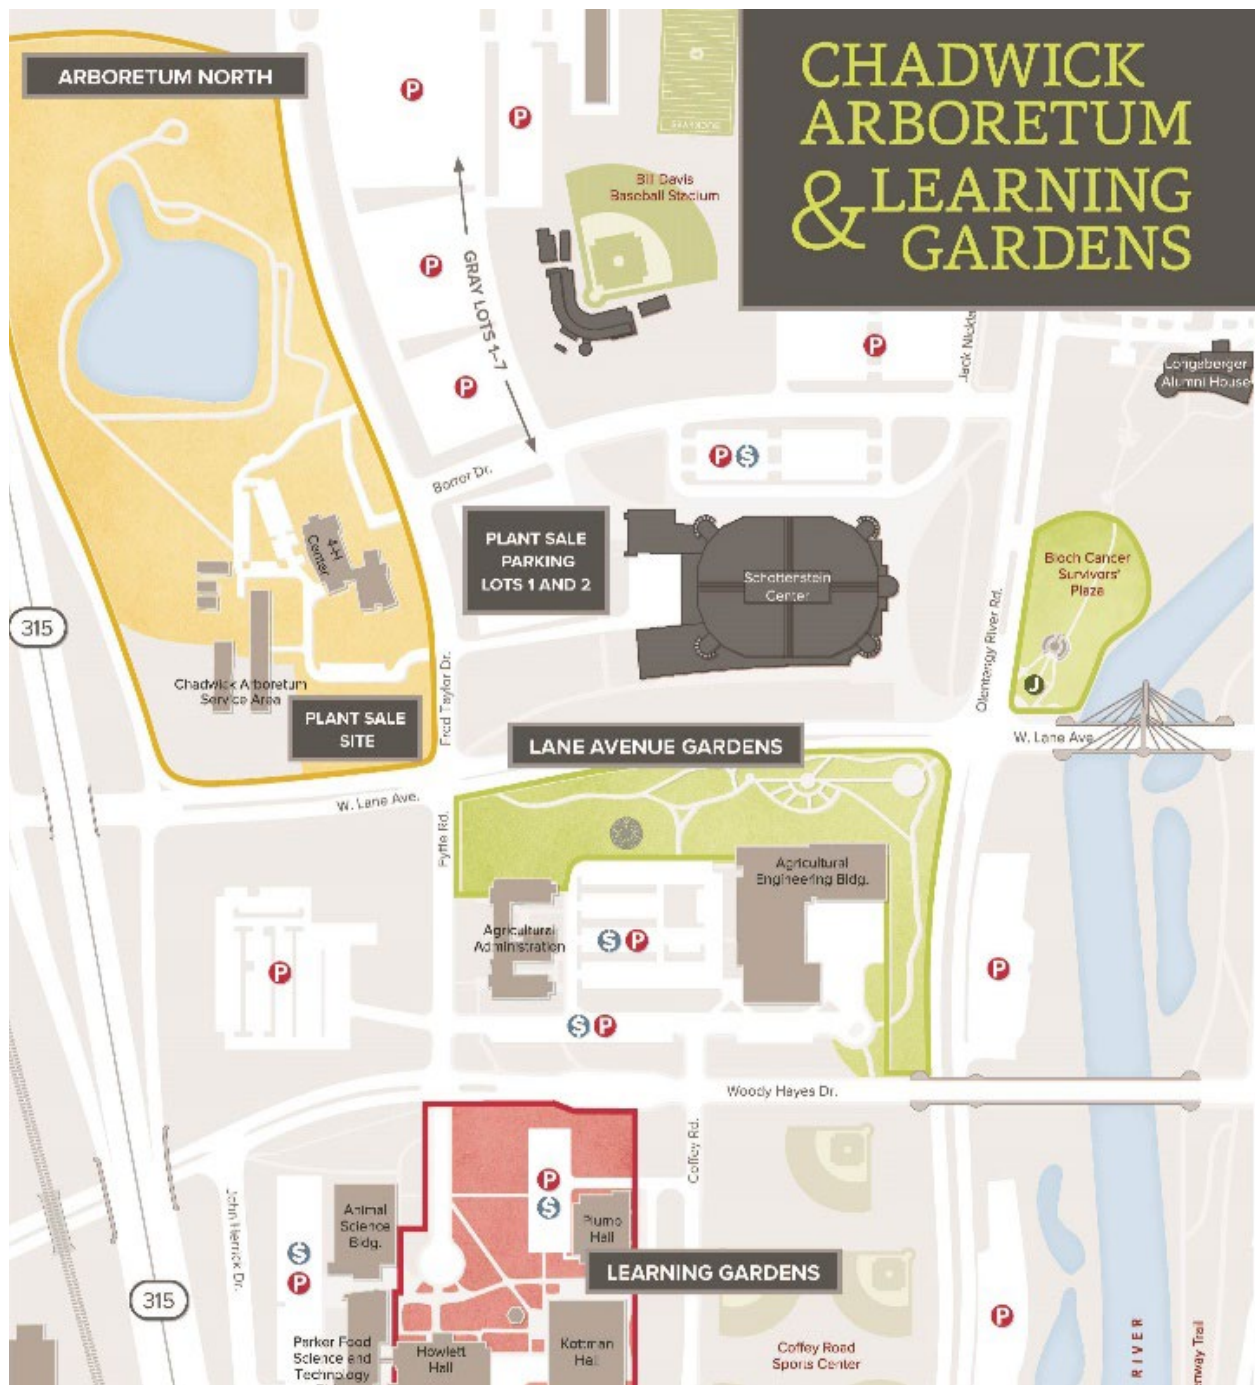 CHADWICK
ARBORETUM
& LEARNING
GARDENS
ARBORETUM NORTH
P
P
Bill Davis
Baseball Stadium
P
GRAY LOTS 1–7
P
P
Longaberger
Alumni House
Borror Dr.
P $
PLANT SALE
PARKING
LOTS 1 AND 2
4-H
Center
Schottenstein
Center
Bloch Cancer
Survivors'
Plaza
Olentangy River Rd.
315
Chadwick Arboretum
Service Area
J
Fred Taylor Dr.
PLANT SALE
SITE
LANE AVENUE GARDENS
W. Lane Ave.
W. Lane Ave.
Fyffe Rd.
Agricultural
Engineering Bldg.
Agricultural
Administration
$ P
P
P
$ P
Woody Hayes Dr.
Coffey Rd.
John Herrick Dr.
Animal
Science
Bldg.
P
$
Plumb
Hall
$
P
LEARNING GARDENS
315
P
Parker Food
Science and
Technology
Howlett
Hall
Kottman
Hall
Coffey Road
Sports Center
RIVER
Trail